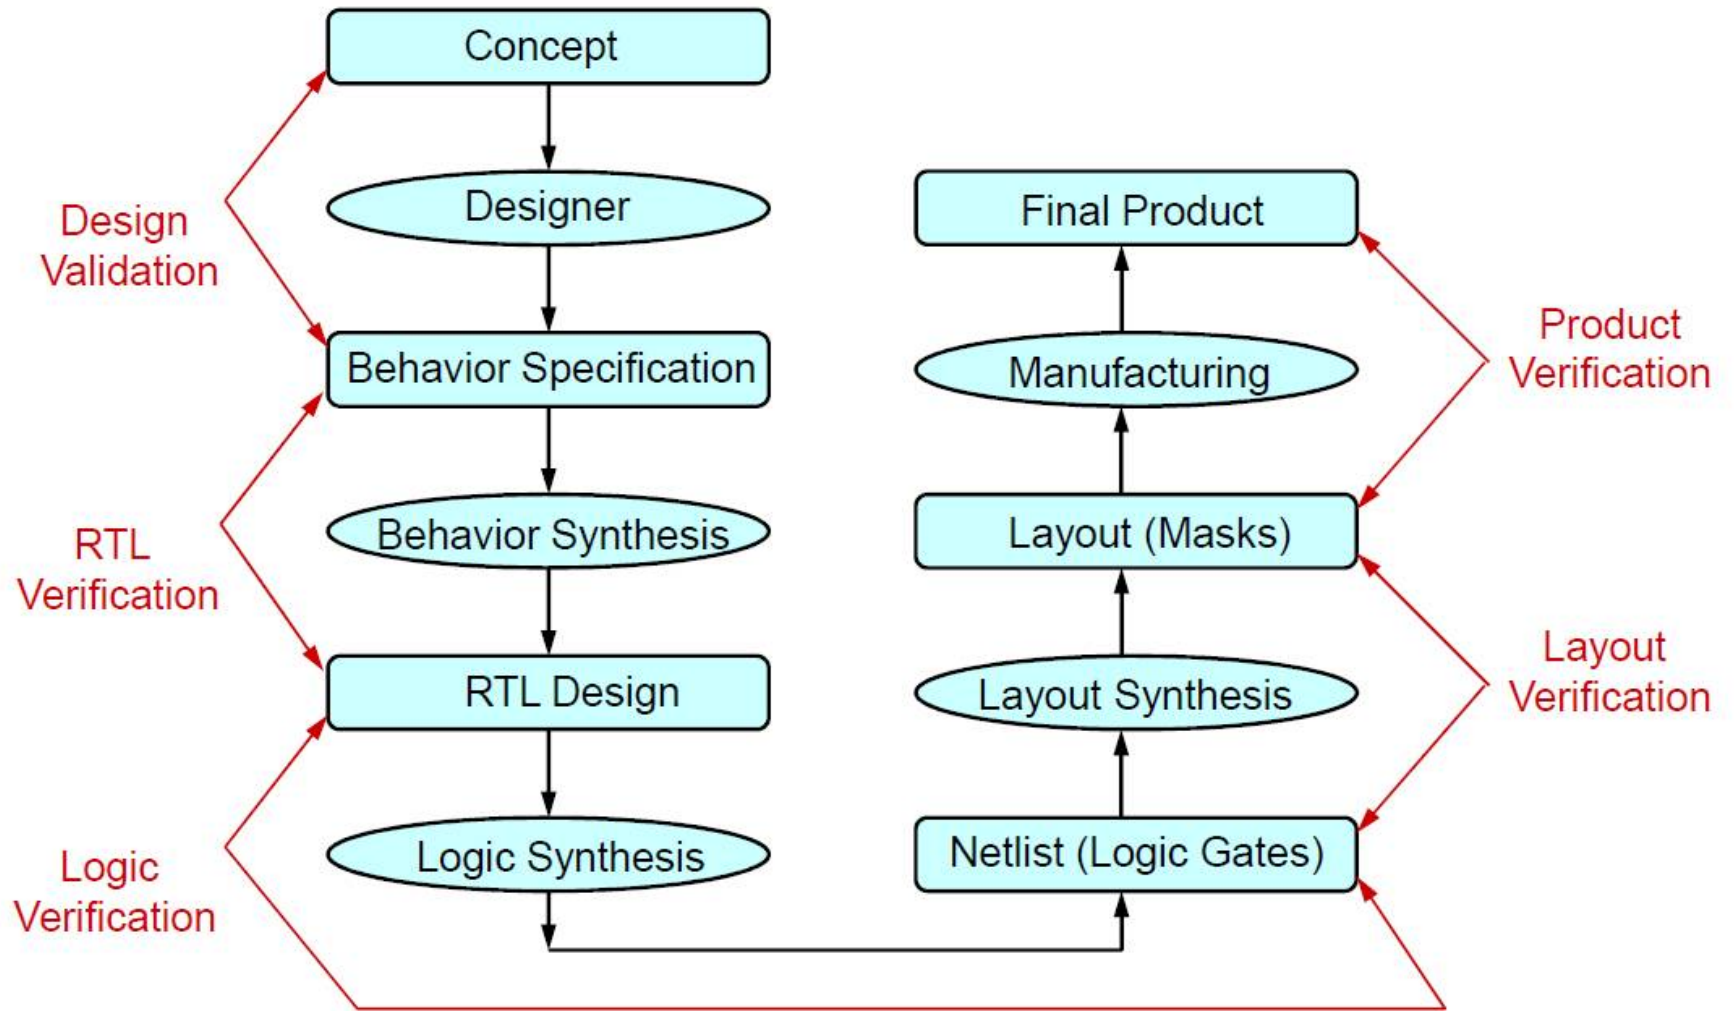 Concept
Designer
Design
Validation
Behavior Specification
Behavior Synthesis
RTL
Verification
RTL Design
Logic Synthesis
Logic
Verification
Final Product
Manufacturing
Product
Verification
Layout (Masks)
Layout Synthesis
Layout
Verification
Netlist (Logic Gates)